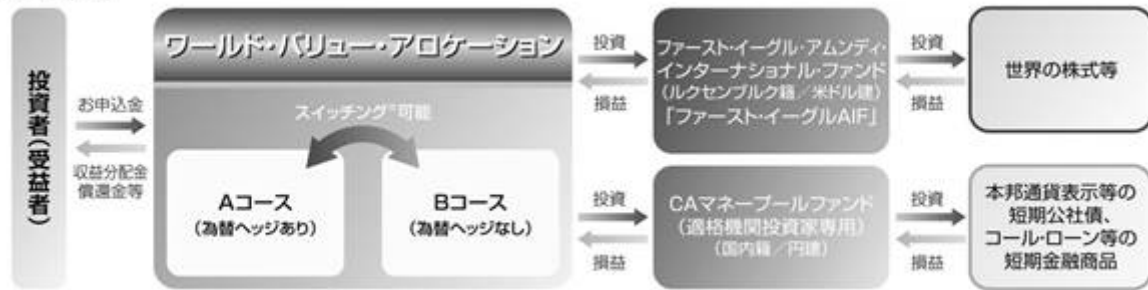 投資者(受益者)
お申込金
収益分配金
償還金等
ワールド・バリュー・アロケーション
スイッチング*可能
Aコース
(為替ヘッジあり)
Bコース
(為替ヘッジなし)
投資
損益
ファースト・イーグル・アムンディ・
インターナショナル・ファンド
(ルクセンブルク籍/米ドル建)
「ファースト・イーグルAIF」
投資
損益
世界の株式等
投資
損益
CAマネープールファンド
(適格機関投資家専用)
(国内籍/円建)
投資
損益
本邦通貨表示等の
短期公社債、
コール・ローン等の
短期金融商品